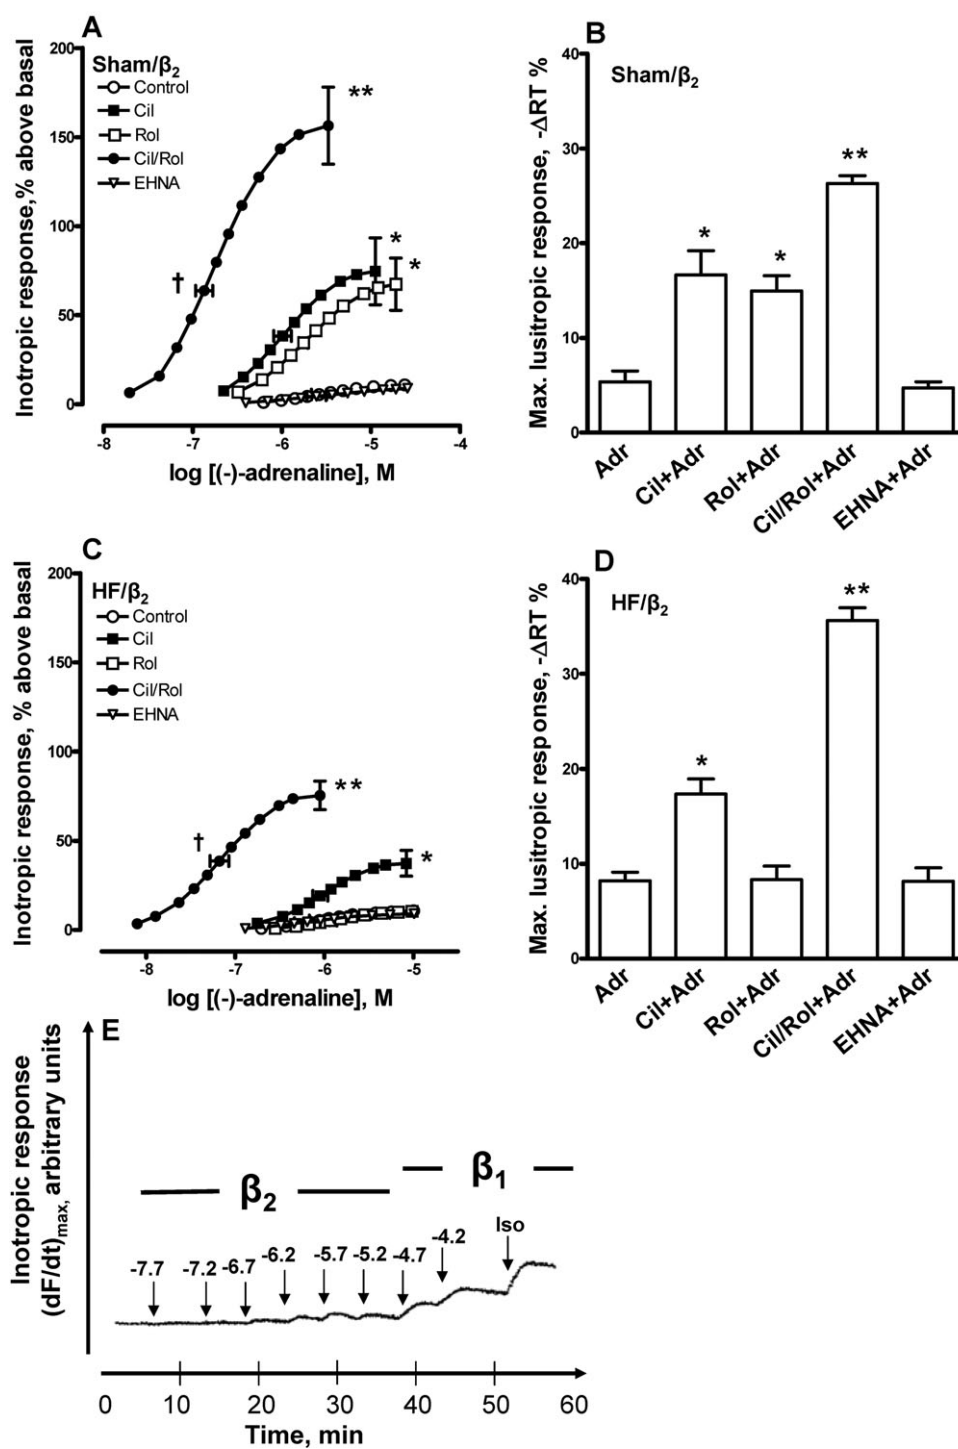 A
Inotropic response,% above basal
200
150
100
50
0
Sham/β2
Control
Cil
Rol
Cil/Rol
EHNA
**
*
*
†
-8 -7 -6 -5 -4
log [(-)-adrenaline], M
B
Max. lusitropic response, -ΔRT %
40
30
20
10
0
Sham/β2
*
*
**
Adr
Cil+Adr
Rol+Adr
Cil/Rol+Adr
EHNA+Adr
C
Inotropic response, % above basal
200
150
100
50
0
HF/β2
Control
Cil
Rol
Cil/Rol
EHNA
**
*
†
-8 -7 -6 -5
log [(-)-adrenaline], M
D
Max. lusitropic response, -ΔRT %
40
30
20
10
0
HF/β2
*
**
Adr
Cil+Adr
Rol+Adr
Cil/Rol+Adr
EHNA+Adr
E
Inotropic response
(dF/dt)max, arbitrary units
β2
β1
-7.7 -7.2 -6.7 -6.2 -5.7 -5.2 -4.7 -4.2 Iso
0 10 20 30 40 50 60
Time, min